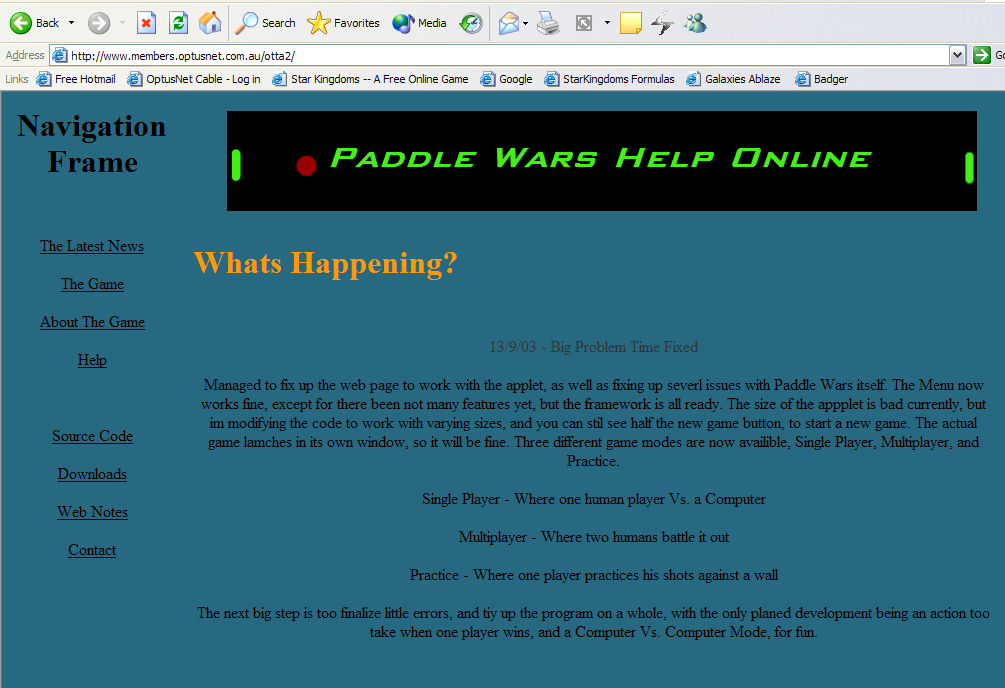 Back
Search
Favorites
Media
Address
http://www.members.optusnet.com.au/otta2/
Links
Free Hotmail
OptusNet Cable - Log in
Star Kingdoms -- A Free Online Game
Google
StarKingdoms Formulas
Galaxies Ablaze
Badger
Navigation
Frame
The Latest News
The Game
About The Game
Help
Source Code
Downloads
Web Notes
Contact
Paddle Wars Help Online
Whats Happening?
13/9/03 - Big Problem Time Fixed
Managed to fix up the web page to work with the applet, as well as fixing up severl issues with Paddle Wars itself. The Menu now
works fine, except for there been not many features yet, but the framework is all ready. The size of the appplet is bad currently, but
im modifying the code to work with varying sizes, and you can stil see half the new game button, to start a new game. The actual
game lamches in its own window, so it will be fine. Three different game modes are now availible, Single Player, Multiplayer, and
Practice.
Single Player - Where one human player Vs. a Computer
Multiplayer - Where two humans battle it out
Practice - Where one player practices his shots against a wall
The next big step is too finalize little errors, and tiy up the program on a whole, with the only planed development being an action too
take when one player wins, and a Computer Vs. Computer Mode, for fun.